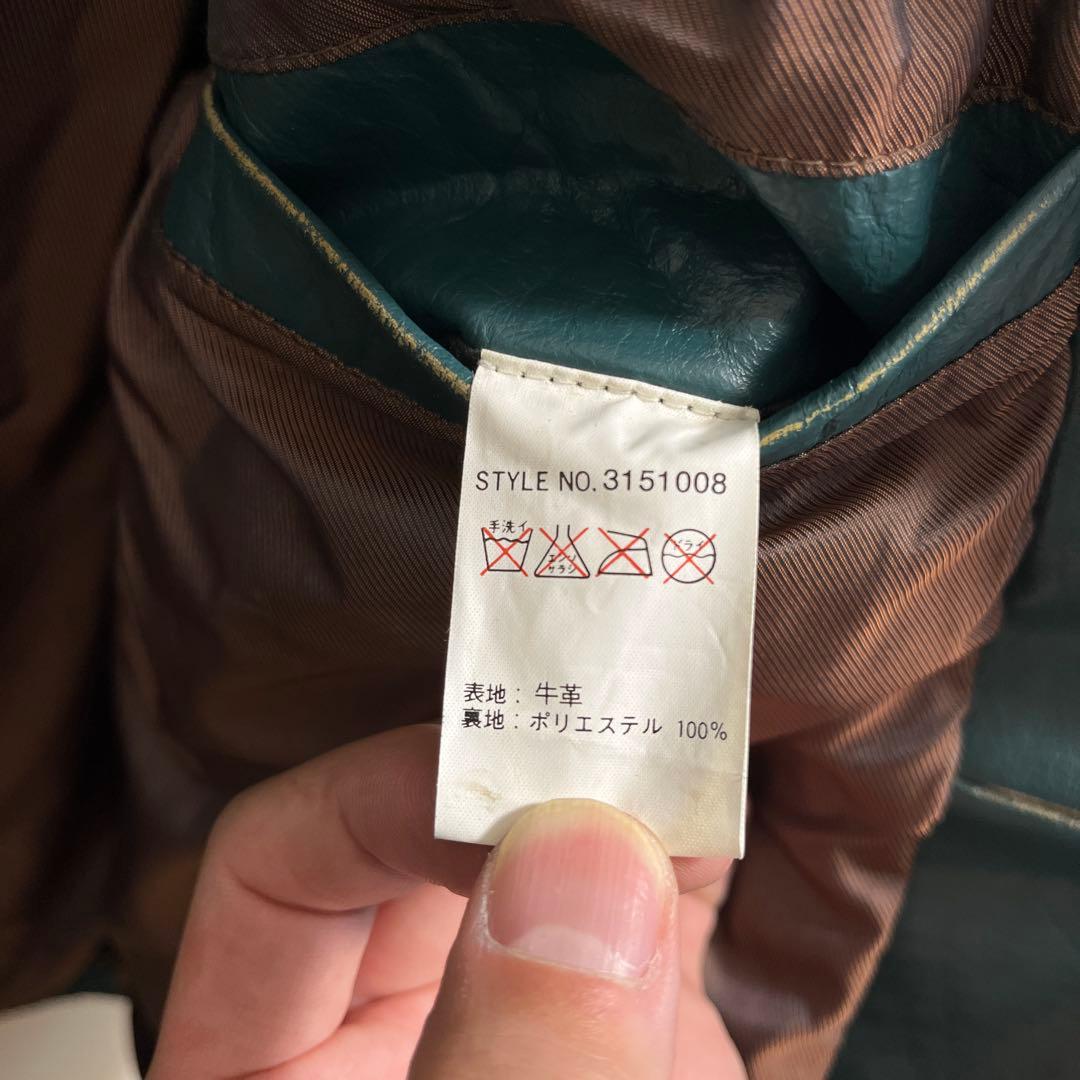 STYLE NO. 3151008
手洗イ
エンソ
サラシ
ドライ
表地: 牛革
裏地: ポリエステル 100%